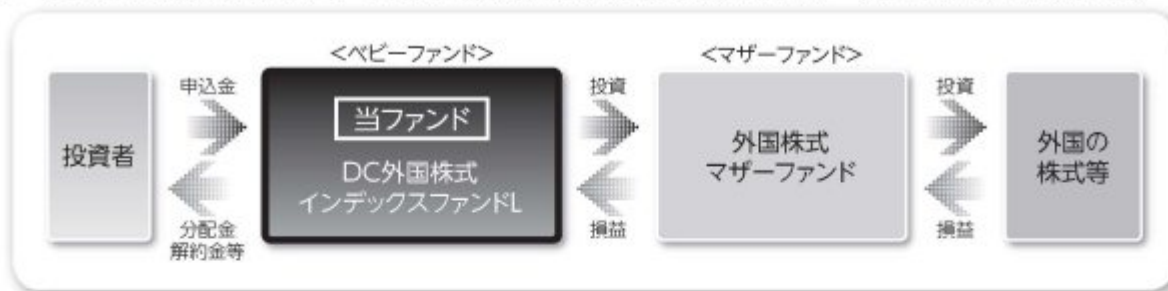 <ベビーファンド>
<マザーファンド>
投資者
申込金
分配金
解約金等
当ファンド
DC外国株式
インデックスファンドL
投資
損益
外国株式
マザーファンド
投資
損益
外国の
株式等